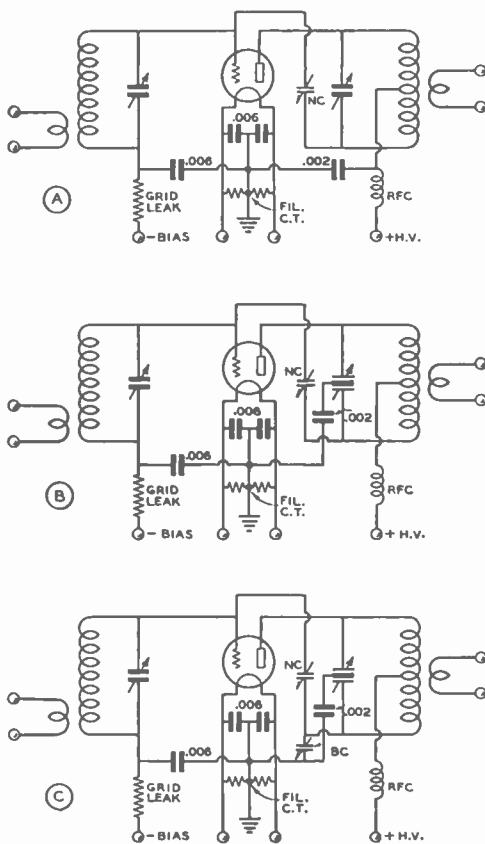 NC
.006
.006
.002
A
GRID
LEAK
FIL.
C.T.
RFC
– BIAS
+H.V.
NC
.006
.002
.006
B
GRID
LEAK
FIL.
C.T.
RFC
– BIAS
+ H.V.
NC
.006
.002
.006
BC
C
GRID
LEAK
FIL.
C.T.
RFC
–BIAS
+ H.V.